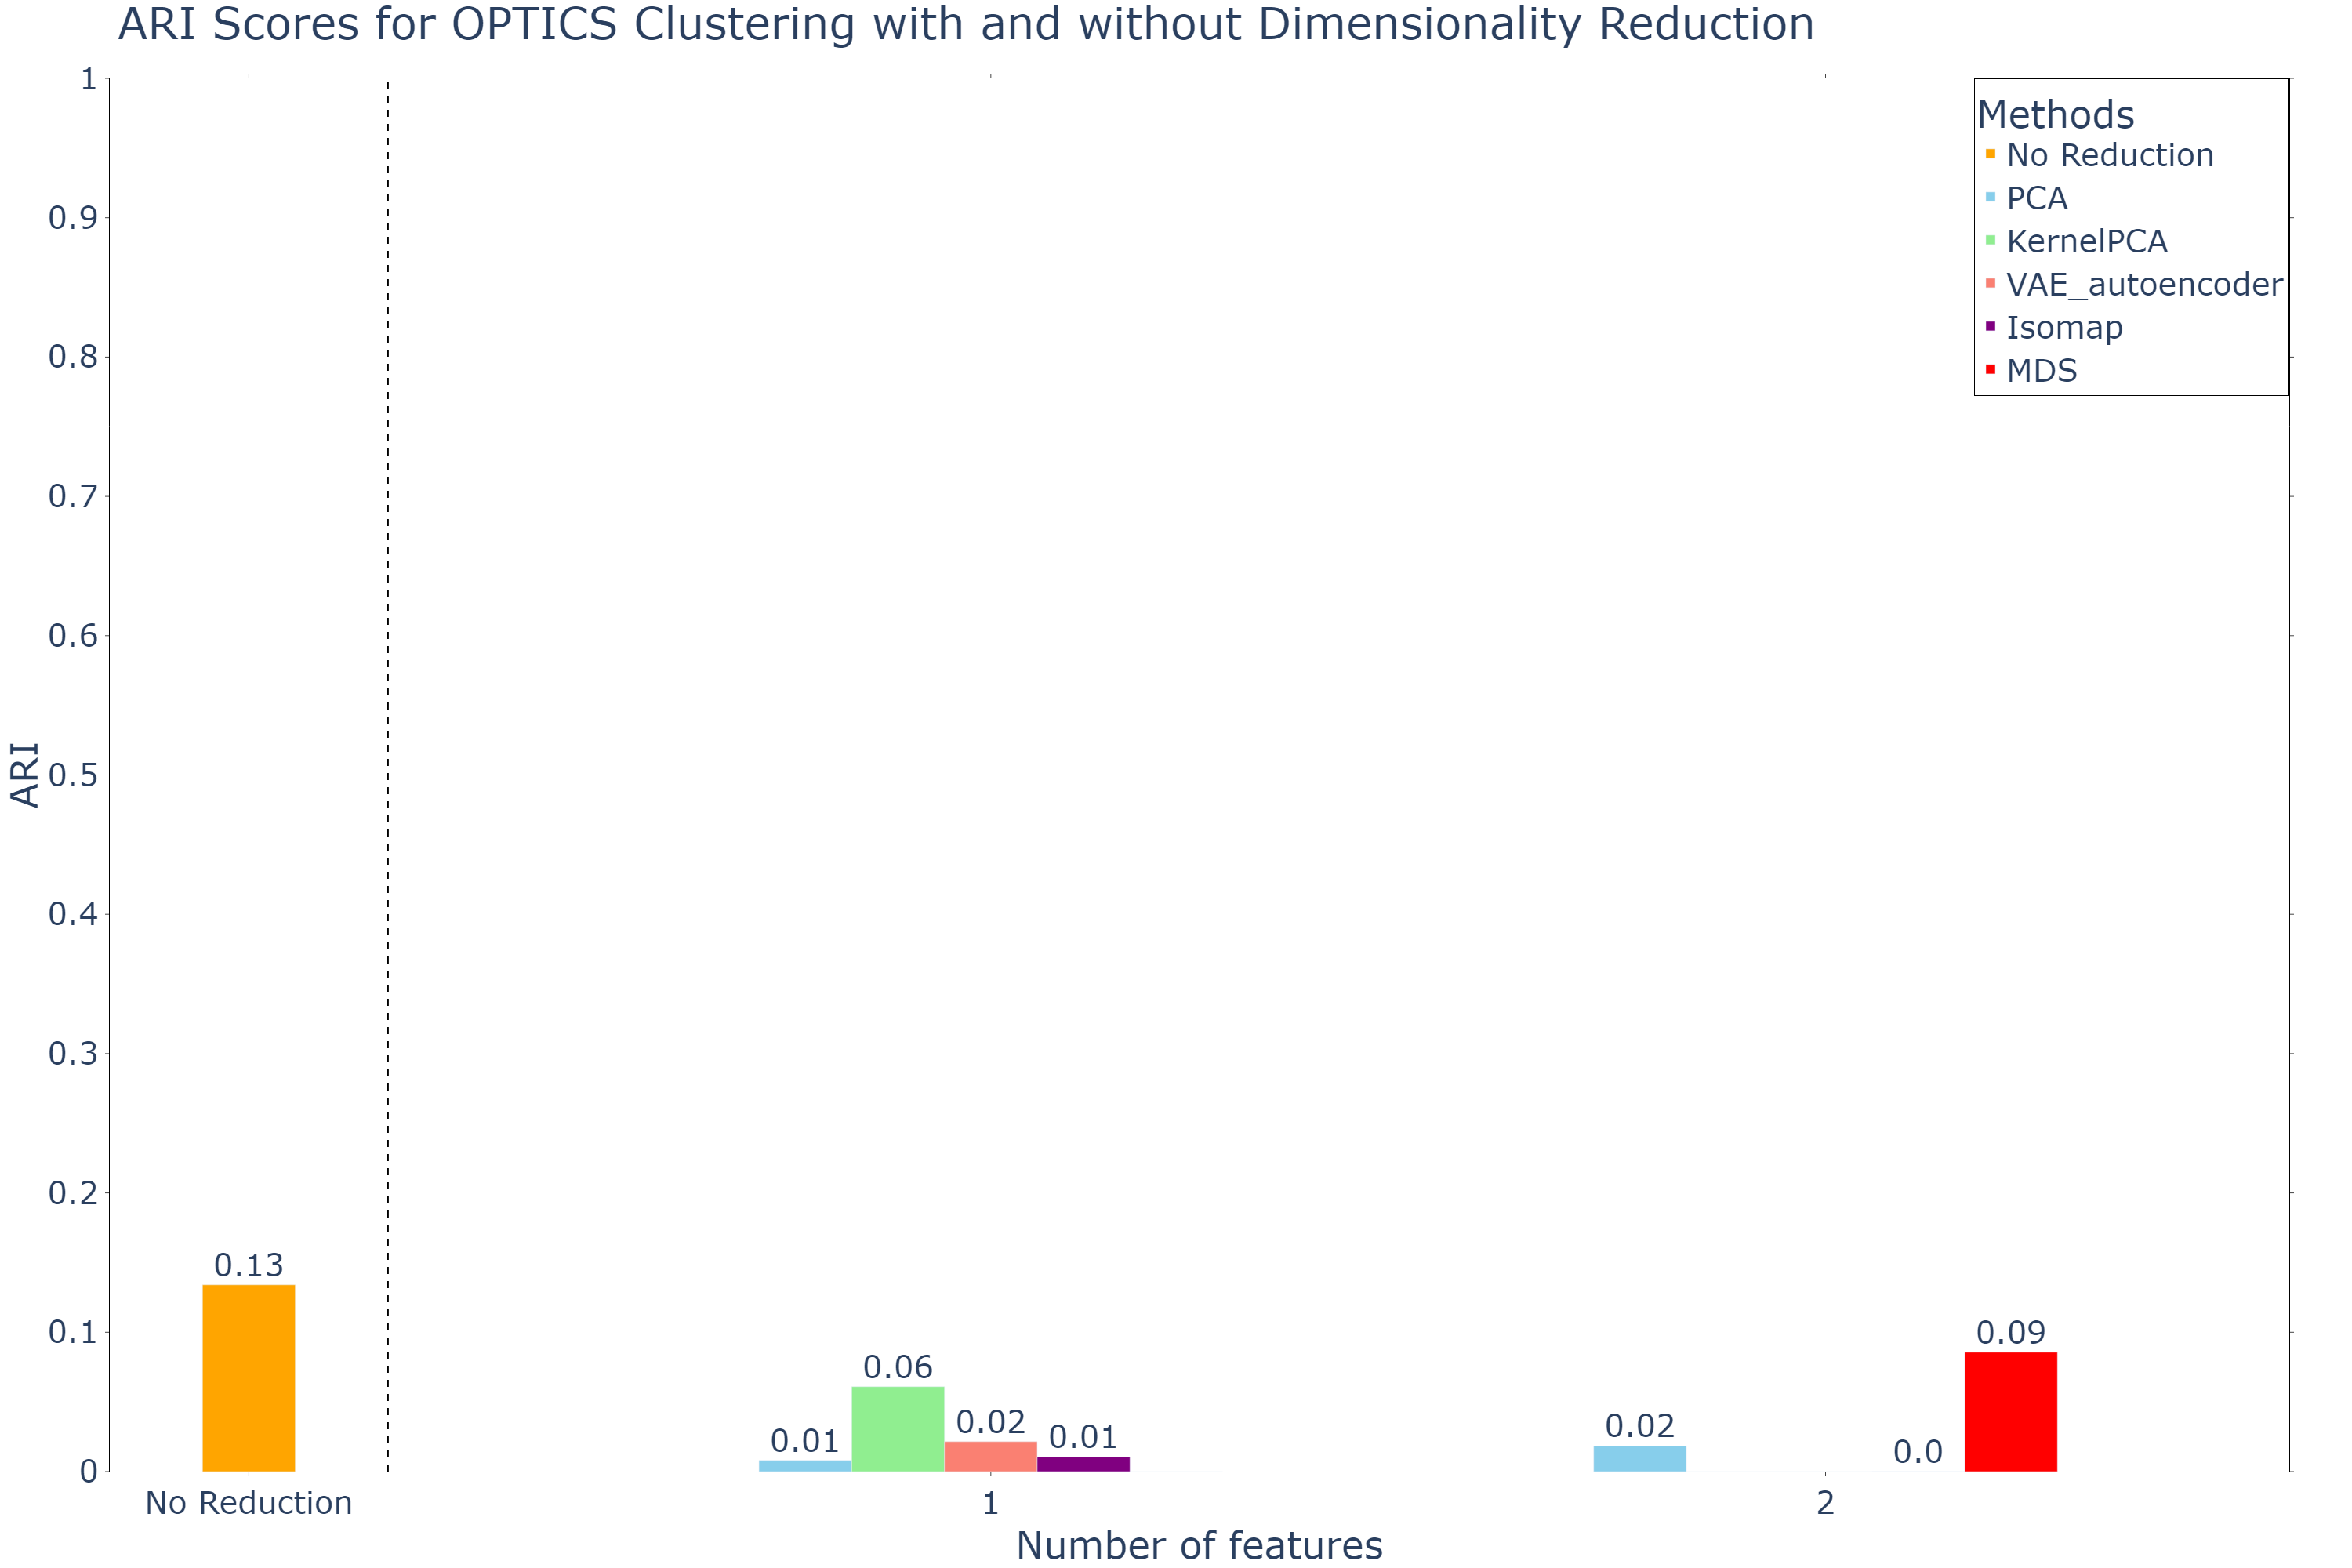 ARI Scores for OPTICS Clustering with and without Dimensionality Reduction
1
0.9
0.8
0.7
0.6
0.5
0.4
0.3
0.2
0.1
0
ARI
Methods
No Reduction
PCA
KernelPCA
VAE_autoencoder
Isomap
MDS
0.13
0.01
0.06
0.02
0.01
0.02
0.0
0.09
No Reduction
1
2
Number of features